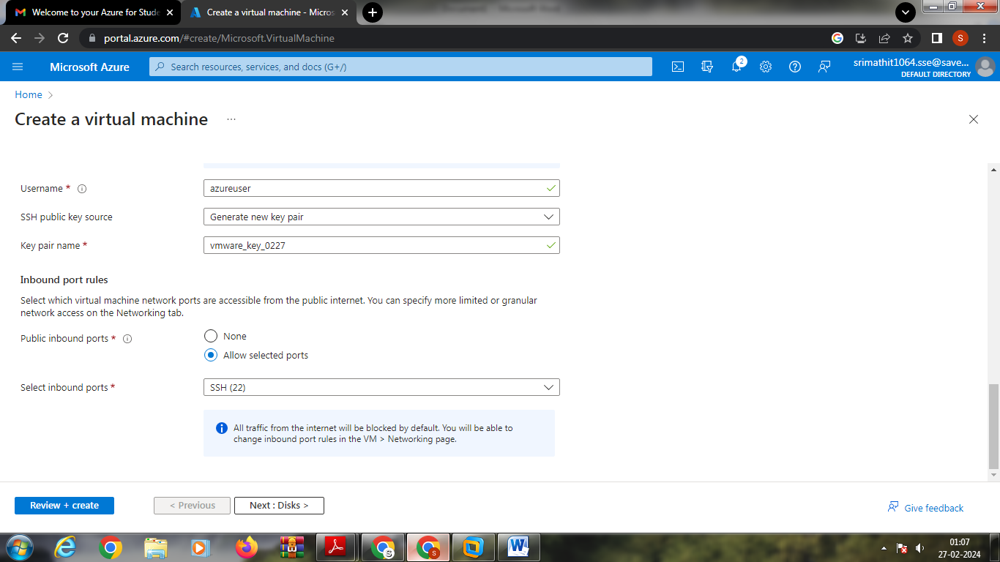 Welcome to your Azure for Stude
Create a virtual machine - Micros
portal.azure.com/#create/Microsoft.VirtualMachine
S
Microsoft Azure
Search resources, services, and docs (G+/)
2
srimathit1064.sse@save...
DEFAULT DIRECTORY
Home >
Create a virtual machine ...
Username *
azureuser
SSH public key source
Generate new key pair
Key pair name *
vmware_key_0227
Inbound port rules
Select which virtual machine network ports are accessible from the public internet. You can specify more limited or granular
network access on the Networking tab.
Public inbound ports *
None
Allow selected ports
Select inbound ports *
SSH (22)
All traffic from the internet will be blocked by default. You will be able to
change inbound port rules in the VM > Networking page.
Review + create
< Previous
Next : Disks >
Give feedback
01:07
27-02-2024